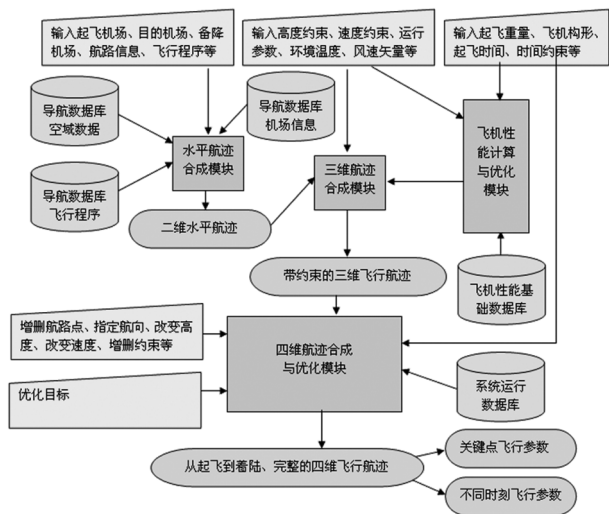 输入起飞机场、目的机场、备降
机场、航路信息、飞行程序等
输入高度约束、速度约束、运行
参数、环境温度、风速矢量等
输入起飞重量、飞机构形、
起飞时间、时间约束等
导航数据库
空域数据
导航数据库
机场信息
水平航迹
合成模块
三维航迹
合成模块
飞机性
能计算
与优化
模块
导航数据库
飞行程序
二维水平航迹
带约束的三维飞行航迹
飞机性能基
础数据库
增删航路点、指定航向、改变高
度、改变速度、增删约束等
四维航迹合成
与优化模块
优化目标
系统运行
数据库
从起飞到着陆、完整的四维飞行航迹
关键点飞行参数
不同时刻飞行参数